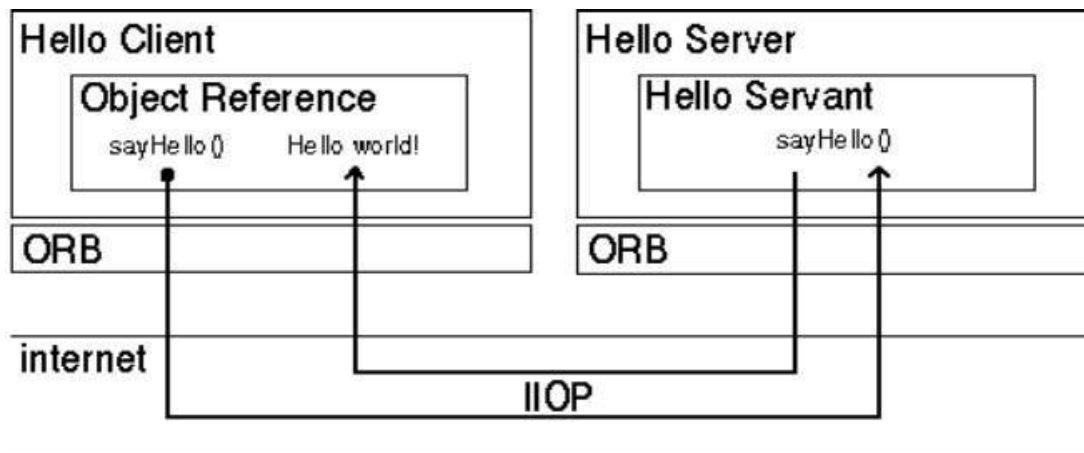 Hello Client
Object Reference
sayHello()
Hello world!
ORB
Hello Server
Hello Servant
sayHello()
ORB
internet
IIOP